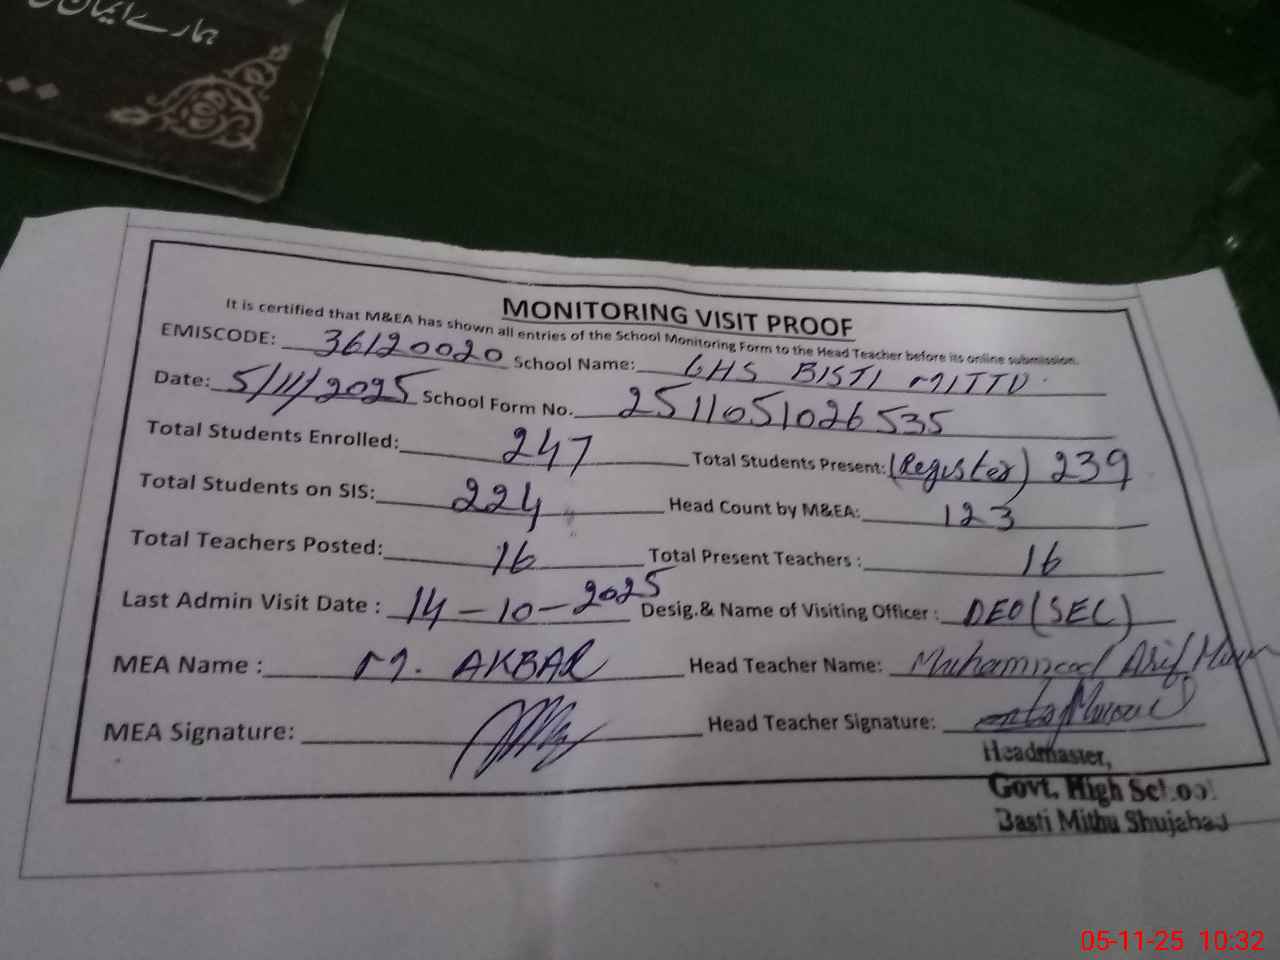 ہمارے ایمان
MONITORING VISIT PROOF
It is certified that M&EA has shown all entries of the School Monitoring Form to the Head Teacher before its online submission.
EMISCODE: 36120020 School Name: GHS BISTI MITTU.
Date: 5/11/2025 School Form No. 2511051026535
Total Students Enrolled: 247 Total Students Present: (Register) 239
Total Students on SIS: 224 Head Count by M&EA: 123
Total Teachers Posted: 16 Total Present Teachers : 16
Last Admin Visit Date : 14-10-2025 Desig.& Name of Visiting Officer : DEO(SEC)
MEA Name : M. AKBAR Head Teacher Name: Muhammad Asif
MEA Signature: Head Teacher Signature:
Headmaster,
Govt. High School
Basti Mithu Shujabad
05-11-25 10:32